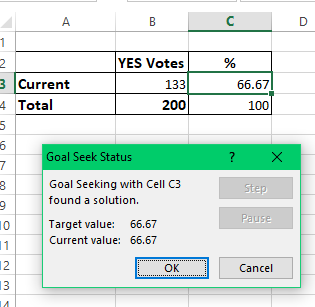 A B C D
1
2 YES Votes %
3 Current 133 66.67
4 Total 200 100
5
6
Goal Seek Status ? ×
7
8 Goal Seeking with Cell C3 Step
9 found a solution.
10 Target value: 66.67 Pause
11 Current value: 66.67
12 OK Cancel
13
14